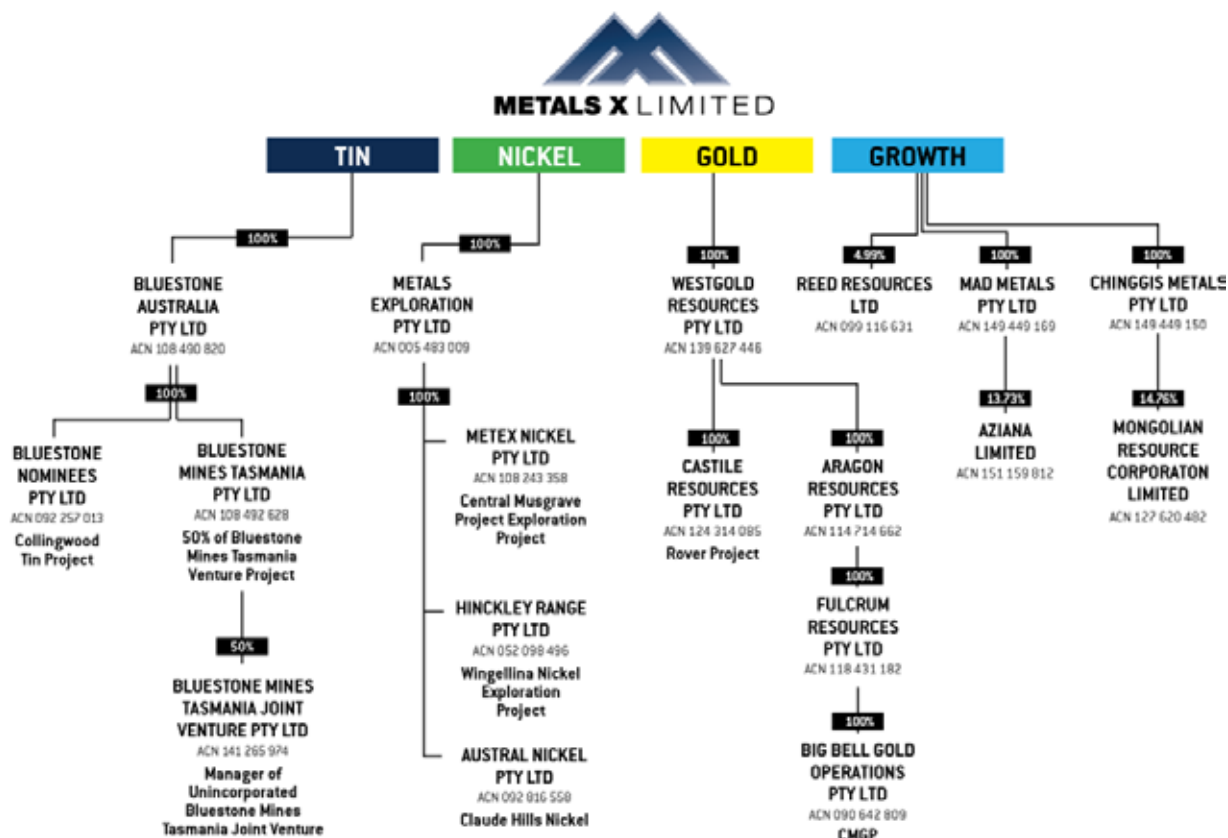 METALS X LIMITED
TIN
NICKEL
GOLD
GROWTH
100%
BLUESTONE
AUSTRALIA
PTY LTD
ACN 108 490 820
100%
BLUESTONE
NOMINEES
PTY LTD
ACN 092 257 013
Collingwood
Tin Project
BLUESTONE
MINES TASMANIA
PTY LTD
ACN 108 492 628
50% of Bluestone
Mines Tasmania
Venture Project
50%
BLUESTONE MINES
TASMANIA JOINT
VENTURE PTY LTD
ACN 141 265 974
Manager of
Unincorporated
Bluestone Mines
Tasmania Joint Venture
100%
METALS
EXPLORATION
PTY LTD
ACN 005 483 009
100%
METEX NICKEL
PTY LTD
ACN 108 243 358
Central Musgrave
Project Exploration
Project
HINCKLEY RANGE
PTY LTD
ACN 052 098 496
Wingellina Nickel
Exploration
Project
AUSTRAL NICKEL
PTY LTD
ACN 092 816 558
Claude Hills Nickel
100%
WESTGOLD
RESOURCES
PTY LTD
ACN 139 627 446
100%
CASTILE
RESOURCES
PTY LTD
ACN 124 314 085
Rover Project
100%
ARAGON
RESOURCES
PTY LTD
ACN 114 714 662
100%
FULCRUM
RESOURCES
PTY LTD
ACN 118 431 182
100%
BIG BELL GOLD
OPERATIONS
PTY LTD
ACN 090 642 809
CMGP
4.99%
REED RESOURCES
LTD
ACN 099 116 631
100%
MAD METALS
PTY LTD
ACN 149 449 169
13.73%
AZIANA
LIMITED
ACN 151 159 812
100%
CHINGGIS METALS
PTY LTD
ACN 149 449 150
14.76%
MONGOLIAN
RESOURCE
CORPORATON
LIMITED
ACN 127 620 482